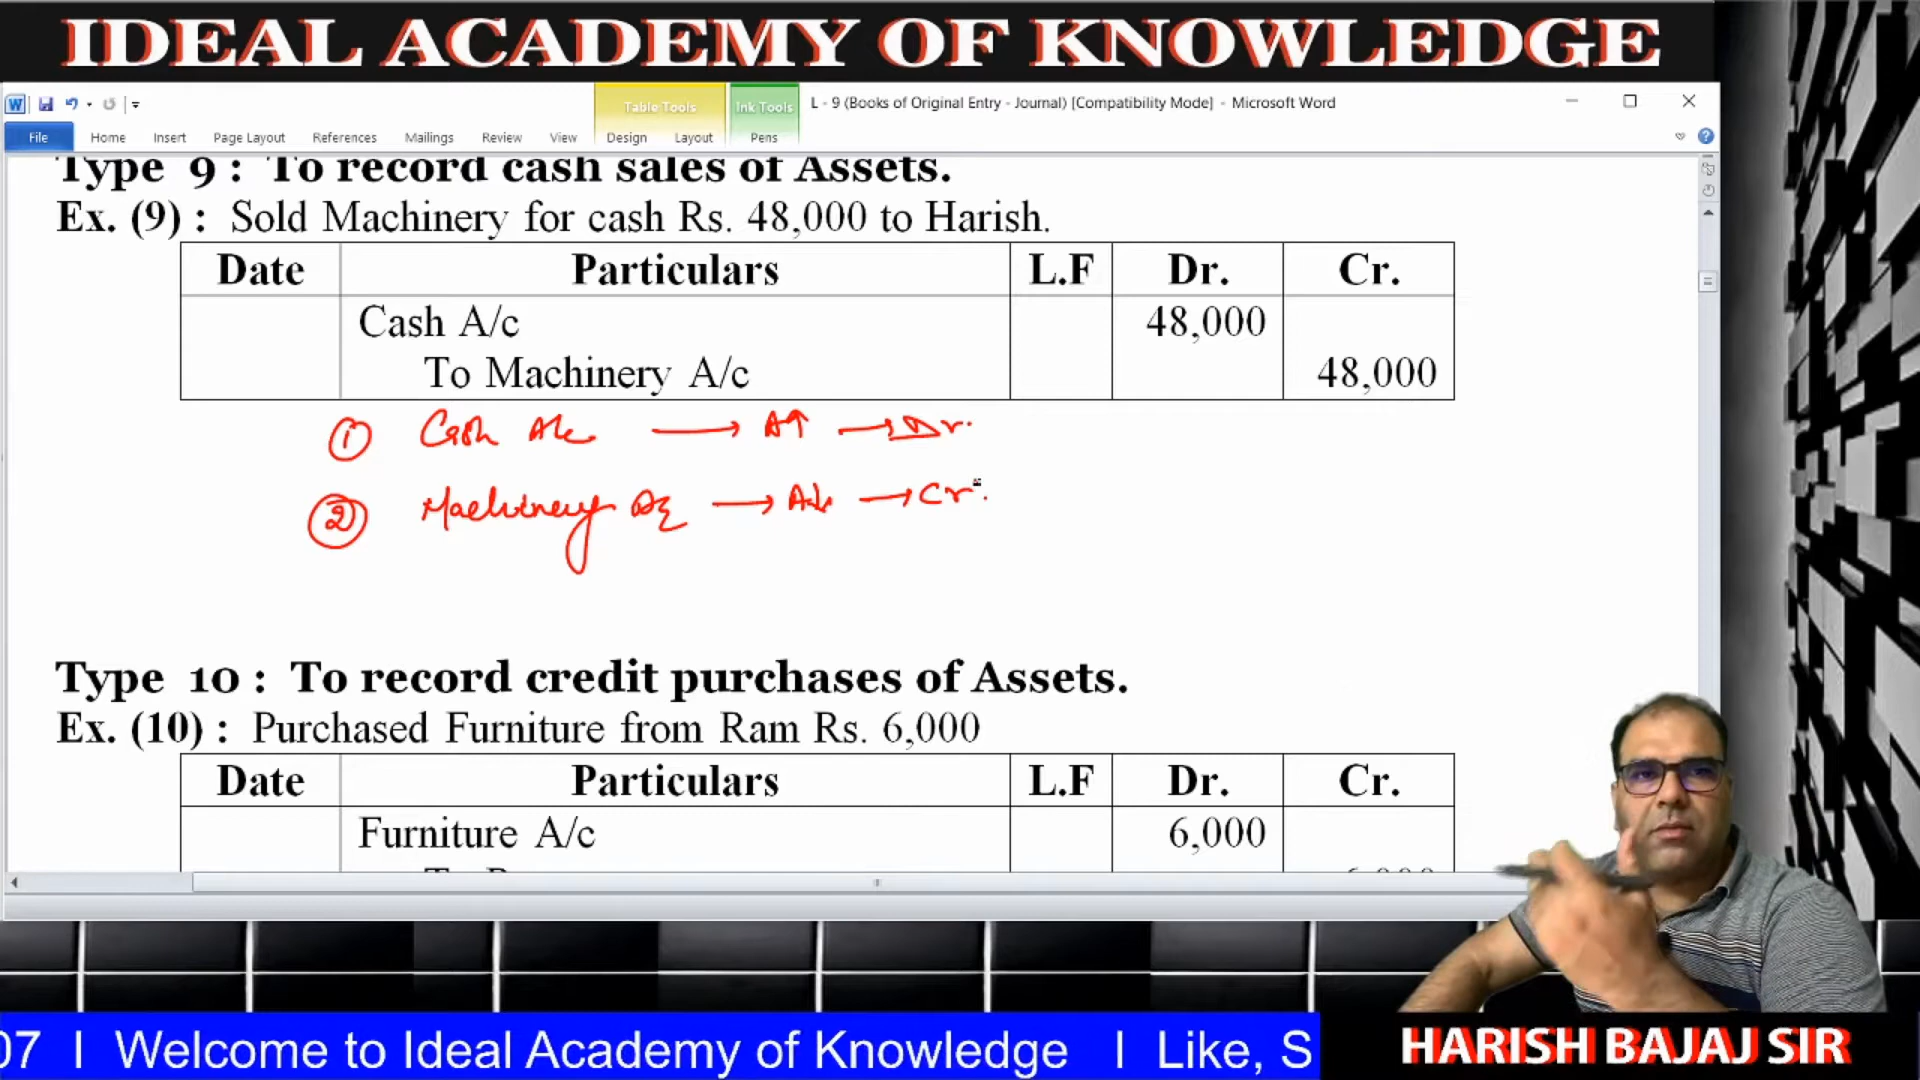 IDEAL ACADEMY OF KNOWLEDGE
Table Tools
Ink Tools
L - 9 (Books of Original Entry - Journal) [Compatibility Mode] - Microsoft Word
File Home Insert Page Layout References Mailings Review View Design Layout Pens
Type 9 : To record cash sales of Assets.
Ex. (9) : Sold Machinery for cash Rs. 48,000 to Harish.
Date Particulars L.F Dr. Cr.
Cash A/c 48,000
To Machinery A/c 48,000
① Cash A/c → A↑ → Dr.
② Machinery A/c → A↓ → Cr.
Type 10 : To record credit purchases of Assets.
Ex. (10) : Purchased Furniture from Ram Rs. 6,000
Date Particulars L.F Dr. Cr.
Furniture A/c 6,000
07 I Welcome to Ideal Academy of Knowledge I Like, S
HARISH BAJAJ SIR